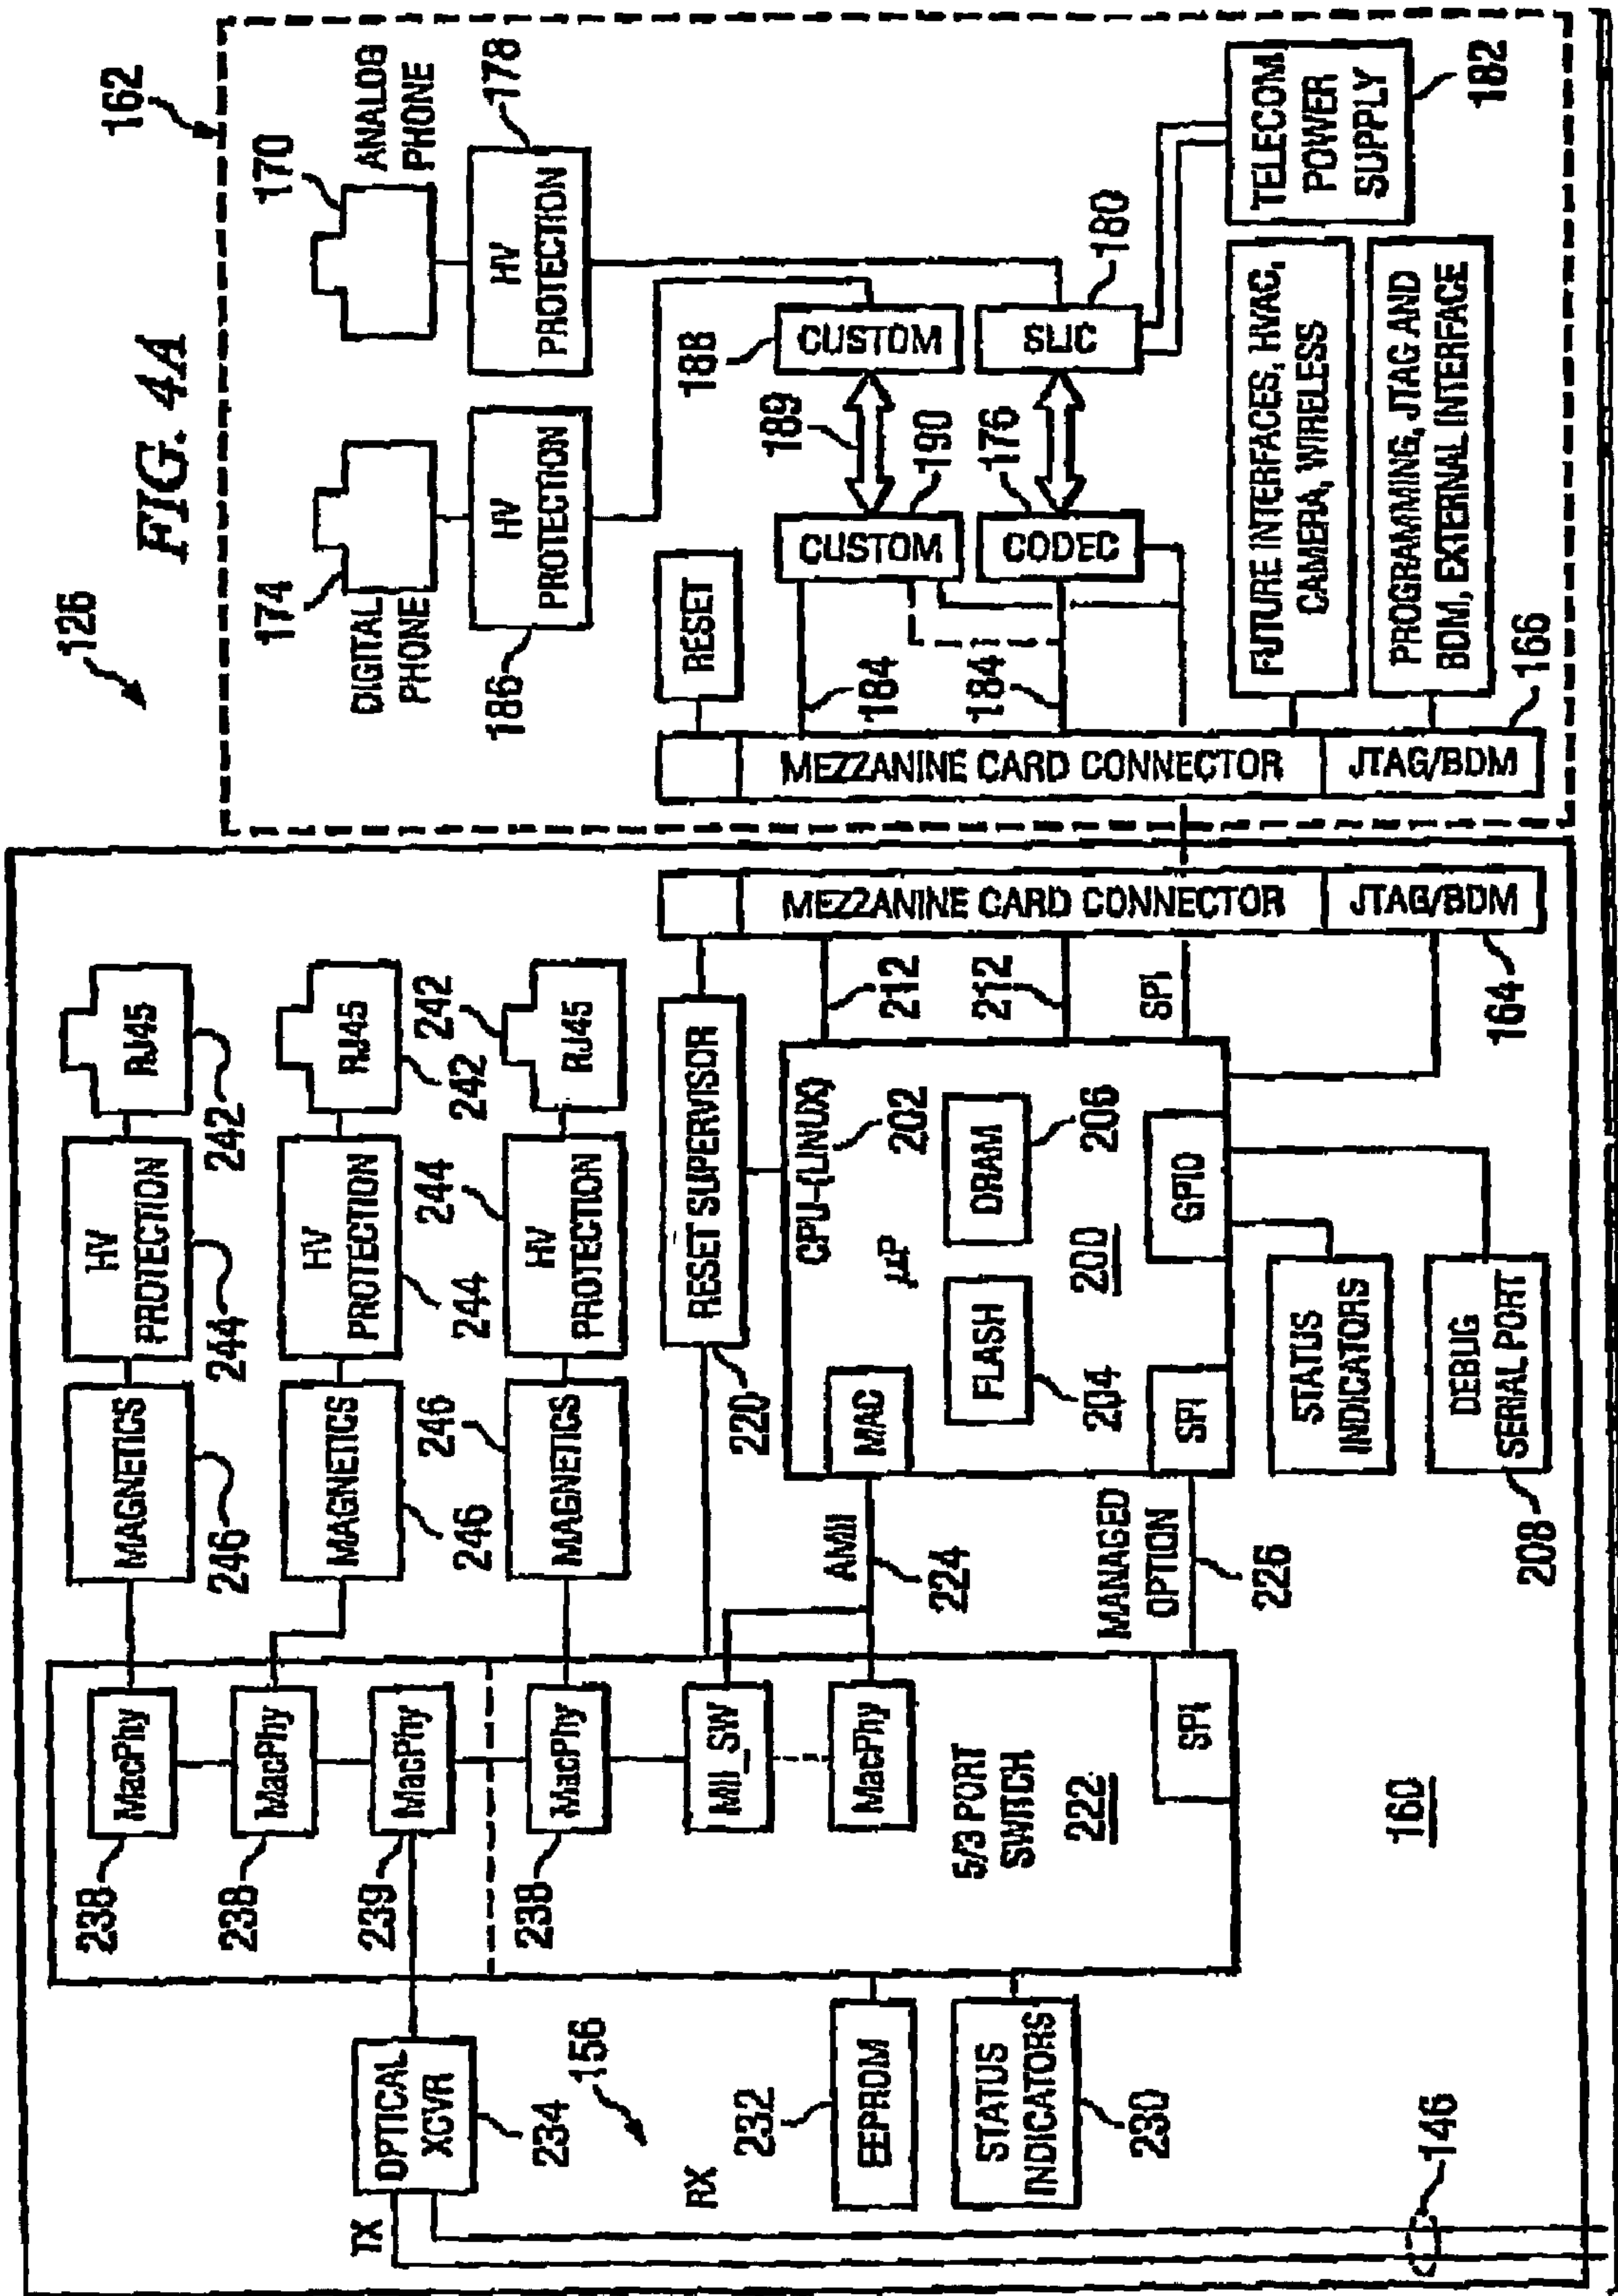 FIG. 4A
126
162
174
DIGITAL
PHONE
170
ANALOG
PHONE
186
HV
PROTECTION
HV
PROTECTION
178
RESET
188
189
CUSTOM
CUSTOM
190
176
CODEC
SLIC
180
184
184
TELECOM
POWER
SUPPLY
182
FUTURE INTERFACES, HVAC,
CAMERA, WIRELESS
PROGRAMING, JTAG AND
BDM, EXTERNAL INTERFACE
166
MEZZANINE CARD CONNECTOR
JTAG/BDM
MEZZANINE CARD CONNECTOR
JTAG/BDM
164
MacPhy
238
MAGNETICS
246
HV
PROTECTION
244
RJ45
242
MacPhy
238
MAGNETICS
246
HV
PROTECTION
244
RJ45
242
MacPhy
239
MacPhy
238
MAGNETICS
246
HV
PROTECTION
244
RJ45
242
RESET SUPERVISOR
220
MII_SW
MacPhy
5/3 PORT
SWITCH
222
SPI
AMII
224
MANAGED
OPTION
226
CPU-(LINUX)
202
µP
MAC
FLASH
204
DRAM
206
200
SPI
GPIO
212
212
SPI
STATUS
INDICATORS
DEBUG
SERIAL PORT
208
OPTICAL
XCVR
234
TX
RX
156
EEPROM
232
STATUS
INDICATORS
230
160
146